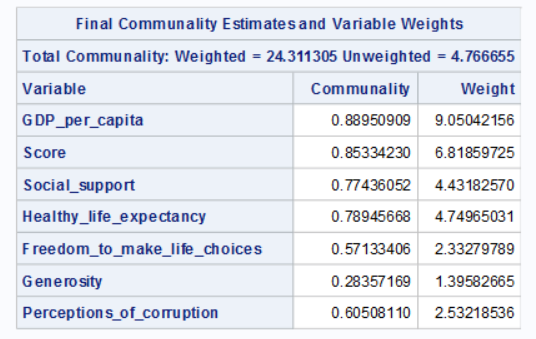 Final Communality Estimates and Variable Weights
Total Communality: Weighted = 24.311305 Unweighted = 4.766655
Variable Communality Weight
GDP_per_capita 0.88950909 9.05042156
Score 0.85334230 6.81859725
Social_support 0.77436052 4.43182570
Healthy_life_expectancy 0.78945668 4.74965031
Freedom_to_make_life_choices 0.57133406 2.33279789
Generosity 0.28357169 1.39582665
Perceptions_of_corruption 0.60508110 2.53218536